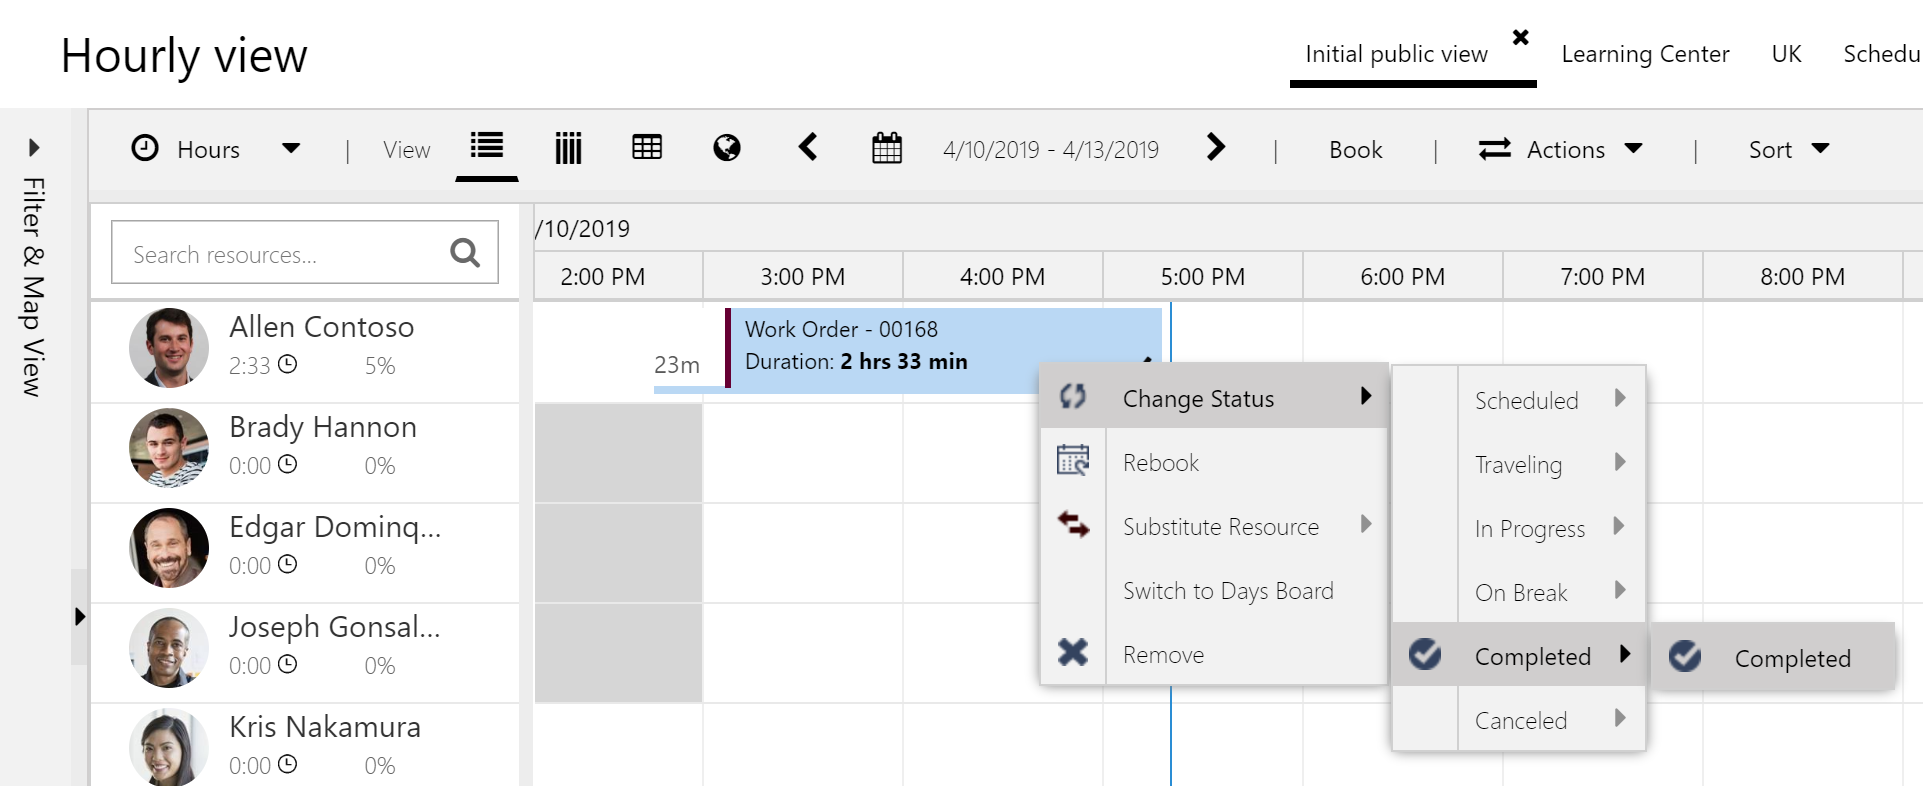 Hourly view
Initial public view
Learning Center
UK
Schedu
Hours
|
View
4/10/2019 - 4/13/2019
|
Book
|
Actions
|
Sort
Filter & Map View
Search resources...
/10/2019
2:00 PM
3:00 PM
4:00 PM
5:00 PM
6:00 PM
7:00 PM
8:00 PM
Allen Contoso
2:33
5%
23m
Work Order - 00168
Duration: 2 hrs 33 min
Brady Hannon
0:00
0%
Edgar Dominq...
0:00
0%
Joseph Gonsal...
0:00
0%
Kris Nakamura
0:00
0%
Change Status
Rebook
Substitute Resource
Switch to Days Board
Remove
Scheduled
Traveling
In Progress
On Break
Completed
Canceled
Completed